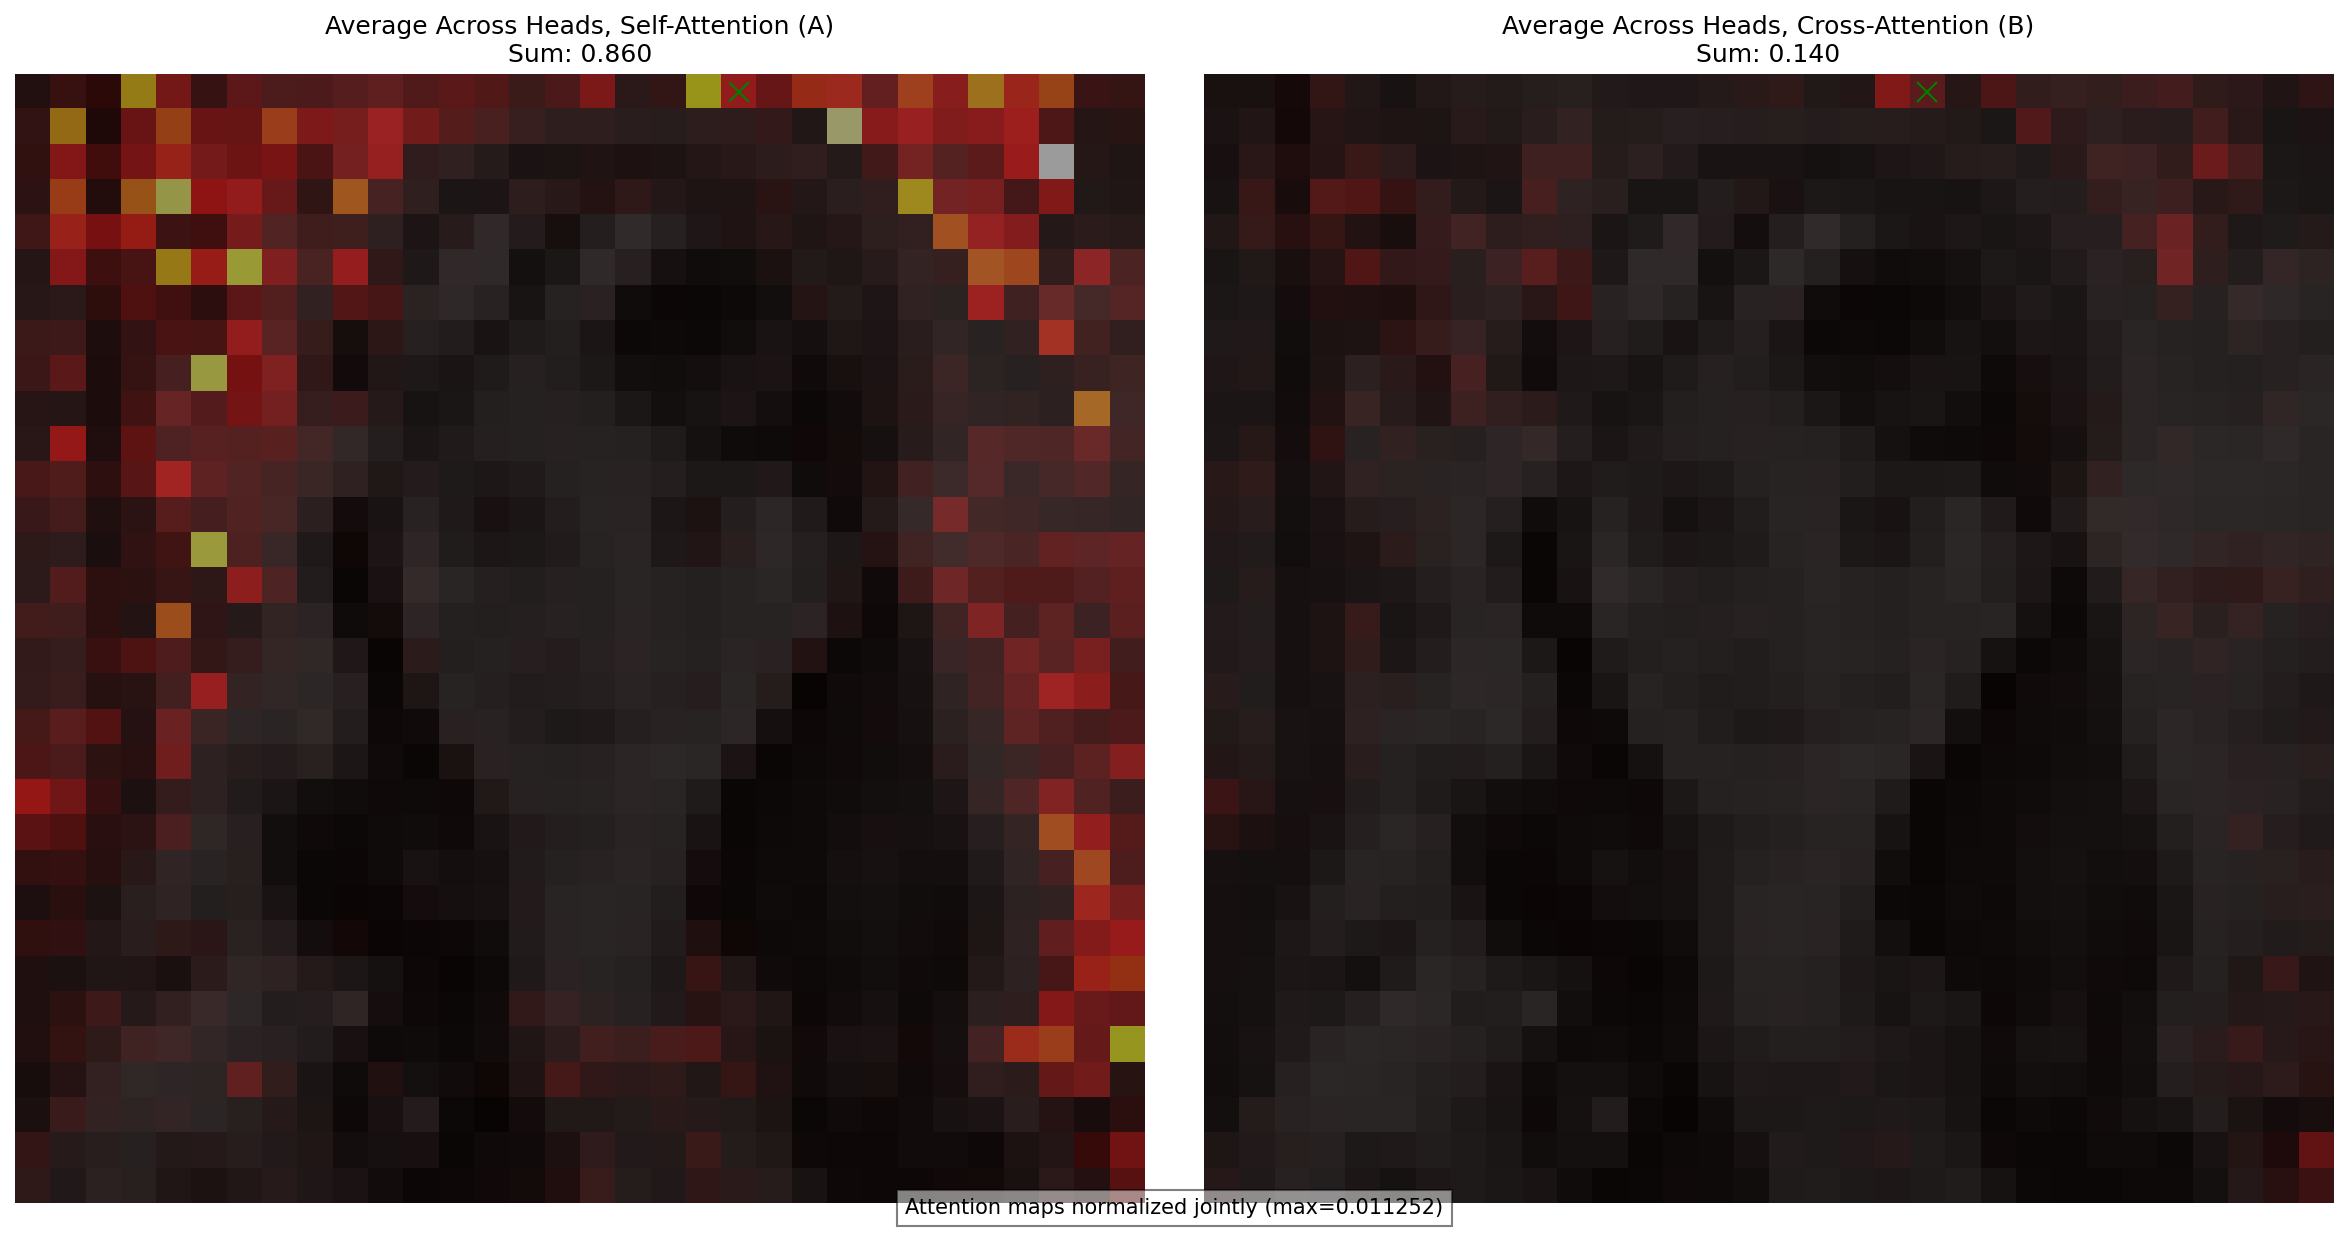 Average Across Heads, Self-Attention (A)
Sum: 0.860
Average Across Heads, Cross-Attention (B)
Sum: 0.140
Attention maps normalized jointly (max=0.011252)